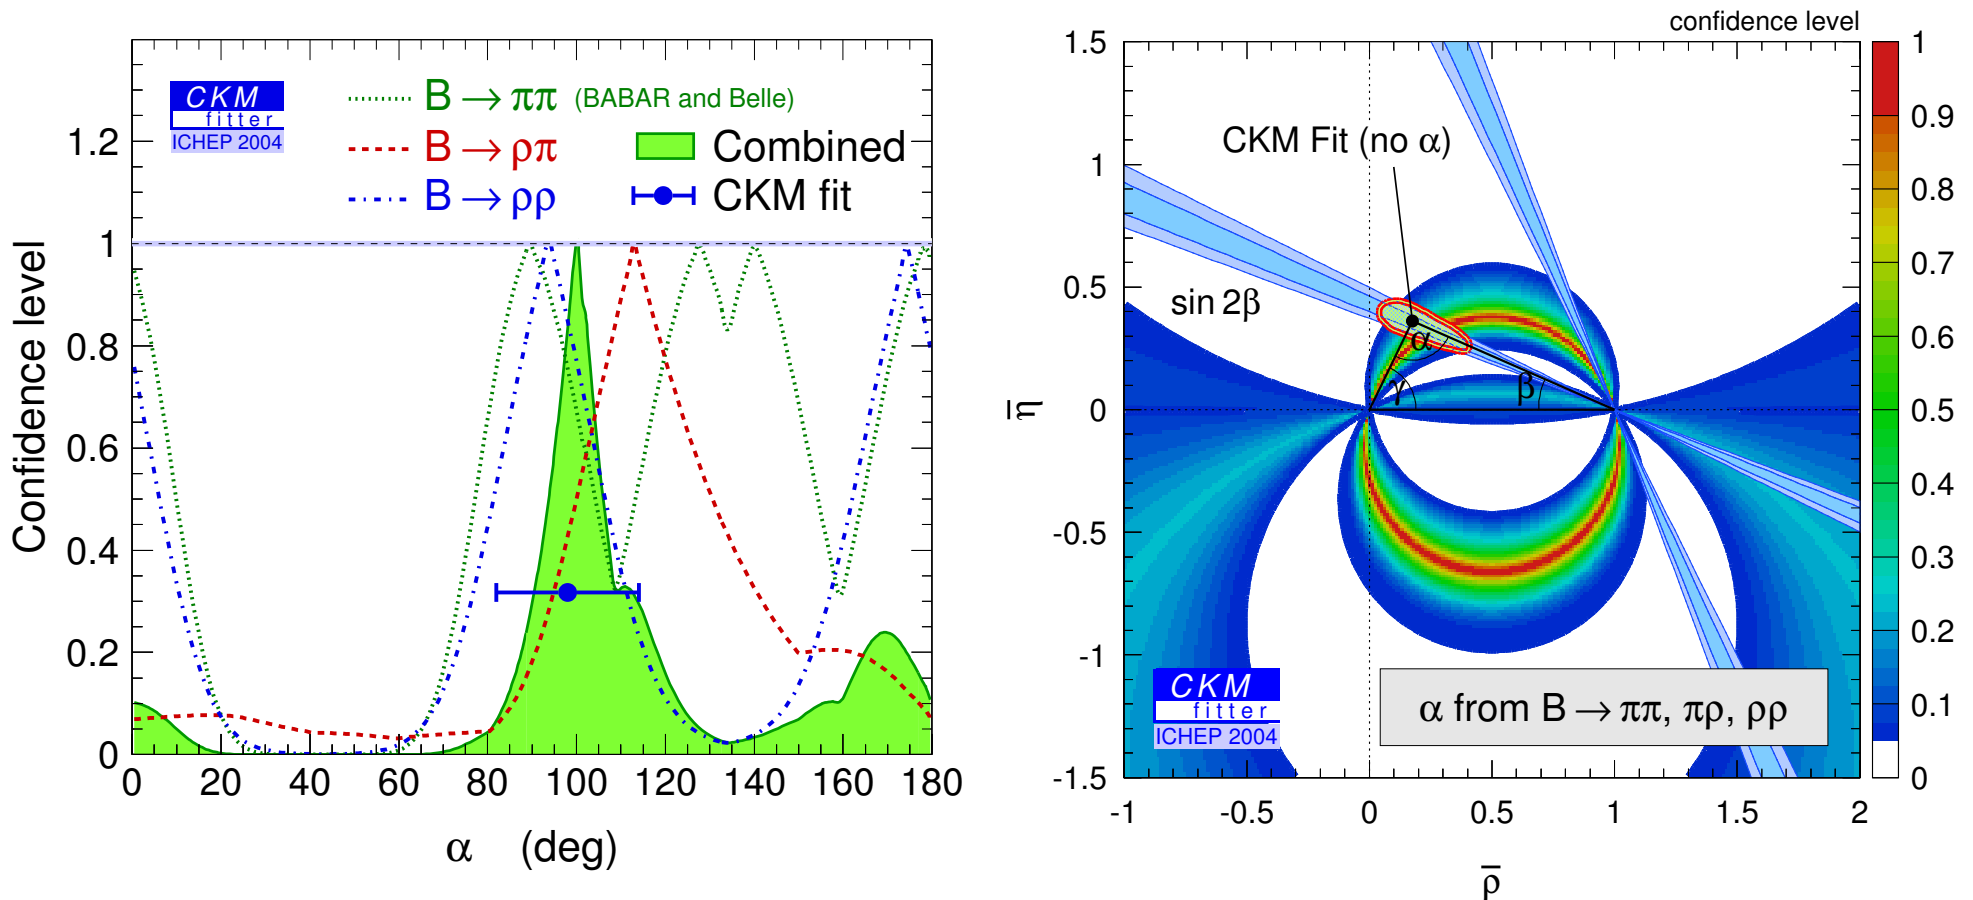 CKM
fitter
ICHEP 2004
B → ππ (BABAR and Belle)
B → ρπ
B → ρρ
Combined
CKM fit
Confidence level
0
0.2
0.4
0.6
0.8
1
1.2
0 20 40 60 80 100 120 140 160 180
α (deg)
confidence level
CKM Fit (no α)
sin 2β
α
γ
β
η̅
1.5
1
0.5
0
-0.5
-1
-1.5
-1 -0.5 0 0.5 1 1.5 2
ρ̅
CKM
fitter
ICHEP 2004
α from B → ππ, πρ, ρρ
1
0.9
0.8
0.7
0.6
0.5
0.4
0.3
0.2
0.1
0